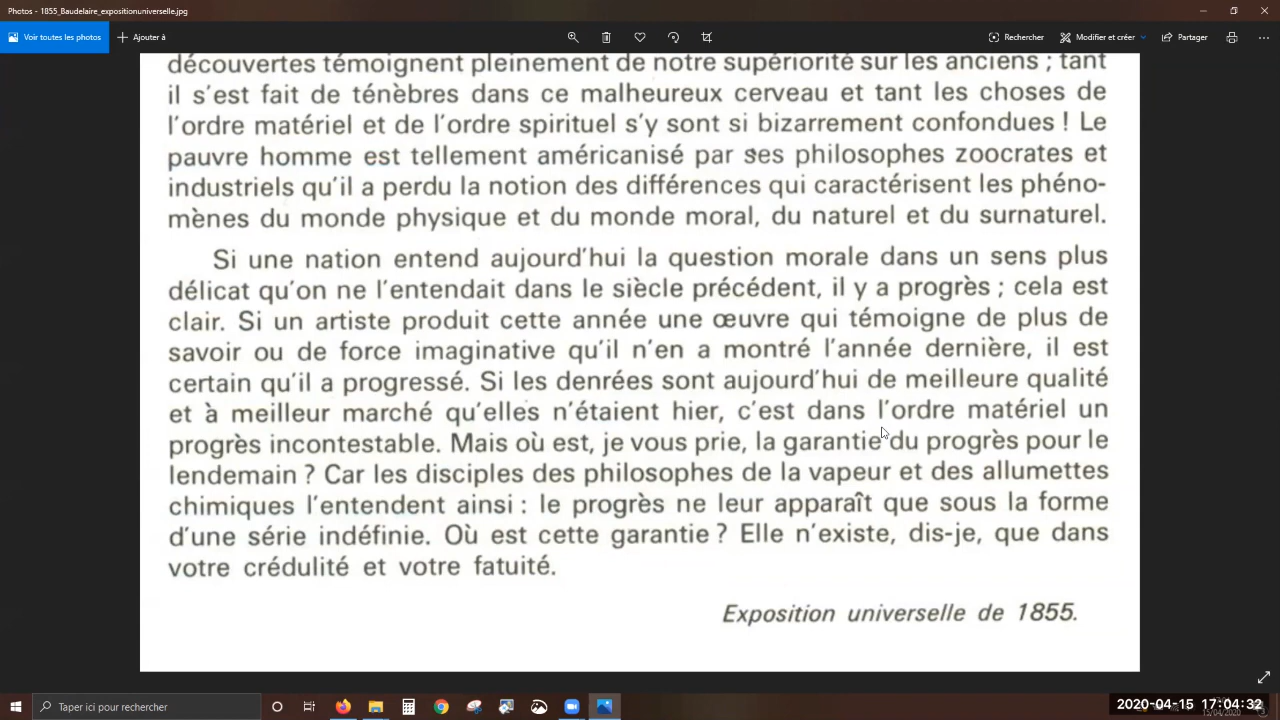 Photos - 1855_Baudelaire_expositionuniverselle.jpg
Voir toutes les photos
Ajouter à
Rechercher
Modifier et créer
Partager
découvertes témoignent pleinement de notre supériorité sur les anciens ; tant
il s'est fait de ténèbres dans ce malheureux cerveau et tant les choses de
l'ordre matériel et de l'ordre spirituel s'y sont si bizarrement confondues ! Le
pauvre homme est tellement américanisé par ses philosophes zoocrates et
industriels qu'il a perdu la notion des différences qui caractérisent les phéno-
mènes du monde physique et du monde moral, du naturel et du surnaturel.
Si une nation entend aujourd'hui la question morale dans un sens plus
délicat qu'on ne l'entendait dans le siècle précédent, il y a progrès ; cela est
clair. Si un artiste produit cette année une œuvre qui témoigne de plus de
savoir ou de force imaginative qu'il n'en a montré l'année dernière, il est
certain qu'il a progressé. Si les denrées sont aujourd'hui de meilleure qualité
et à meilleur marché qu'elles n'étaient hier, c'est dans l'ordre matériel un
progrès incontestable. Mais où est, je vous prie, la garantie du progrès pour le
lendemain ? Car les disciples des philosophes de la vapeur et des allumettes
chimiques l'entendent ainsi : le progrès ne leur apparaît que sous la forme
d'une série indéfinie. Où est cette garantie ? Elle n'existe, dis-je, que dans
votre crédulité et votre fatuité.
Exposition universelle de 1855.
Taper ici pour rechercher
2020-04-15 17:04:32
15/04/2020